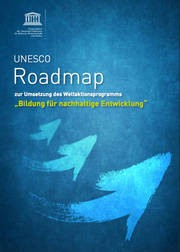 UNESCO
Roadmap
zur Umsetzung des Weltaktionsprogramms
„Bildung für nachhaltige Entwicklung“